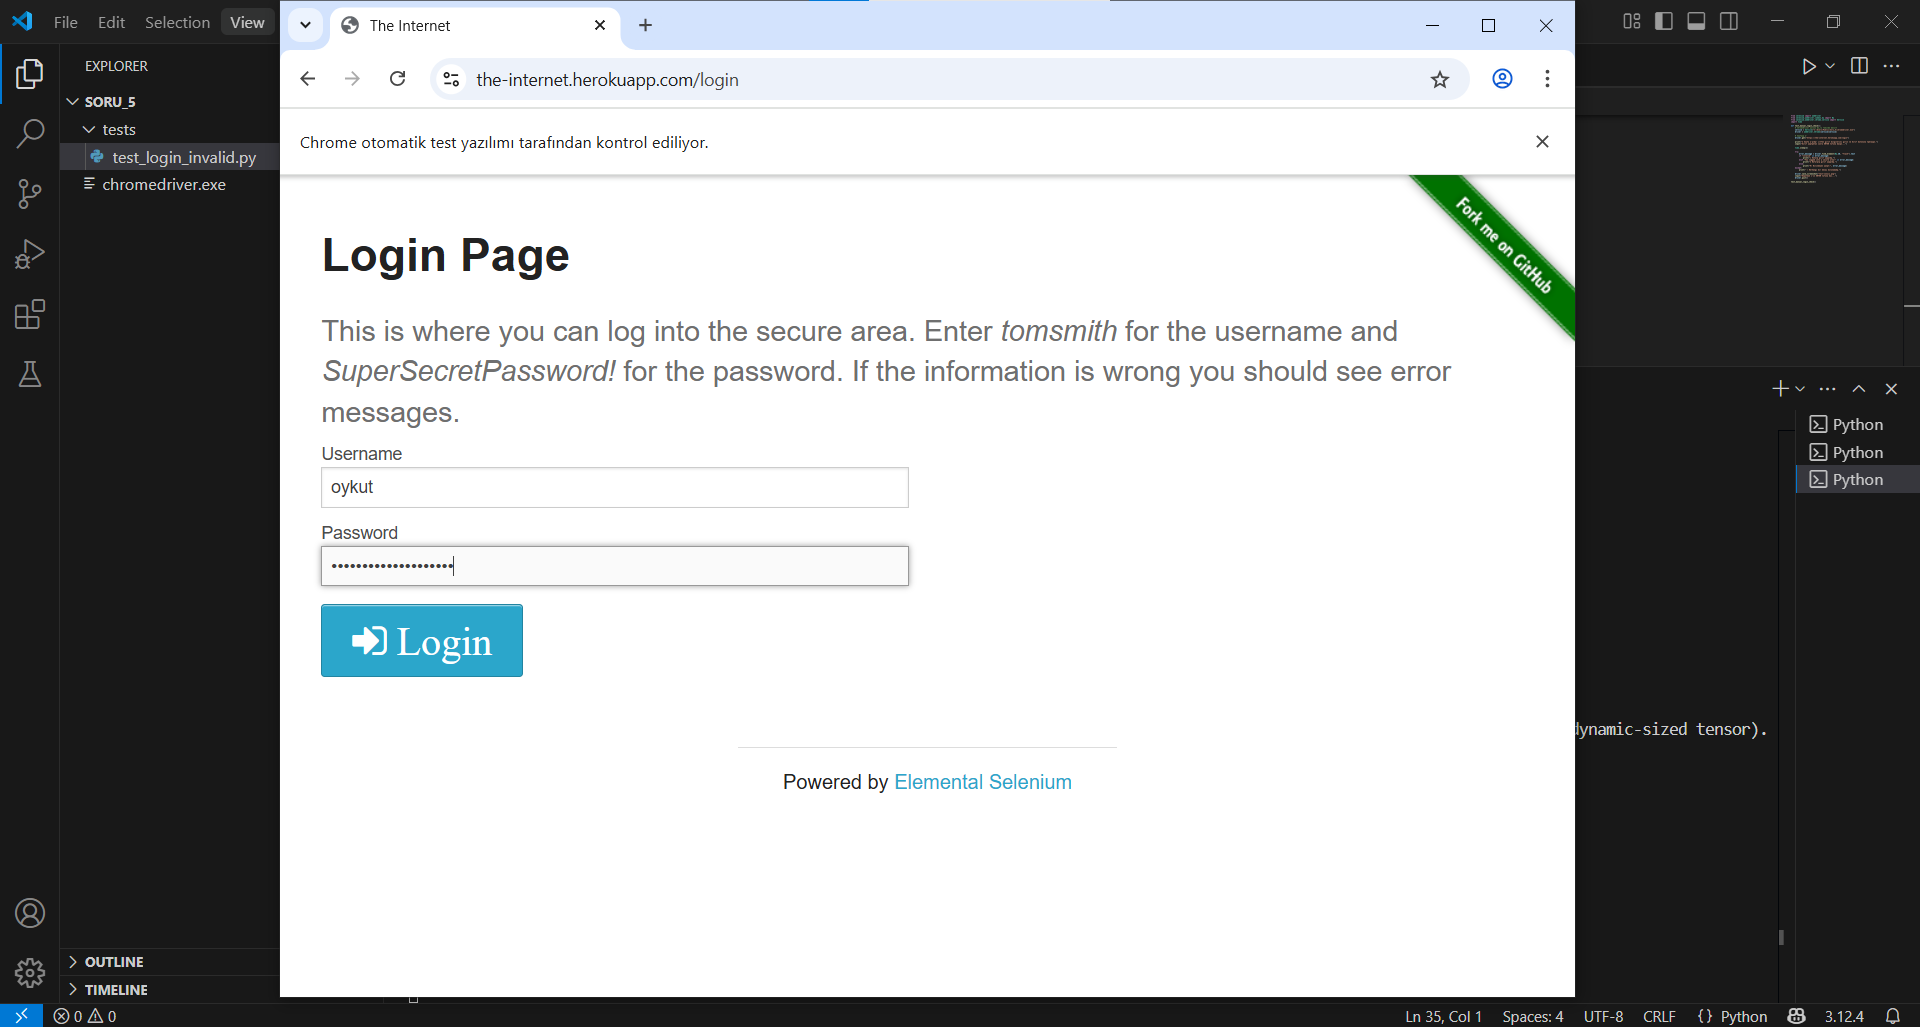 File Edit Selection View
EXPLORER
SORU_5
tests
test_login_invalid.py
chromedriver.exe
OUTLINE
TIMELINE
The Internet
the-internet.herokuapp.com/login
Chrome otomatik test yazılımı tarafından kontrol ediliyor.
Fork me on GitHub
Login Page
This is where you can log into the secure area. Enter tomsmith for the username and
SuperSecretPassword! for the password. If the information is wrong you should see error
messages.
Username
oykut
Password
Login
Powered by Elemental Selenium
Python
Python
Python
dynamic-sized tensor).
0 0
Ln 35, Col 1 Spaces: 4 UTF-8 CRLF {} Python 3.12.4